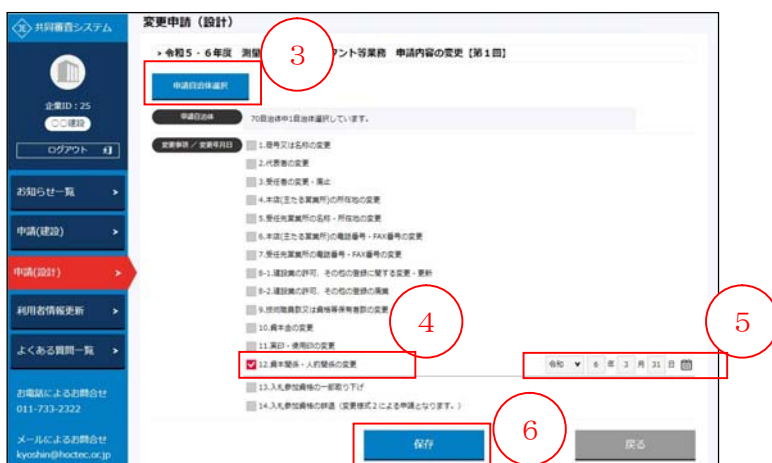 共同審査システム
企業ID：25
〇〇建設
ログアウト
お知らせ一覧
申請(建設)
申請(設計)
利用者情報更新
よくある質問一覧
お電話によるお問合せ
011-733-2322
メールによるお問合せ
kyoshin@hoctec.or.jp
変更申請（設計）
令和5・6年度 測量
ント等業務 申請内容の変更【第1回】
3
申請自治体選択
申請自治体
70自治体中1自治体選択しています。
変更事項／変更年月日
1.商号又は名称の変更
2.代表者の変更
3.受任者の変更・廃止
4.本店(主たる営業所)の所在地の変更
5.受任先営業所の名称・所在地の変更
6.本店(主たる営業所)の電話番号・FAX番号の変更
7.受任先営業所の電話番号・FAX番号の変更
8-1.建設業の許可、その他の登録に関する変更・更新
8-2.建設業の許可、その他の登録の廃業
9.技術職員数又は資格等保有者数の変更
10.資本金の変更
11.実印・使用印の変更
4
12.資本関係・人的関係の変更
令和 6 年 3 月 31 日
5
13.入札参加資格の一部取り下げ
14.入札参加資格の辞退（変更様式2による申請となります。）
保存
6
戻る